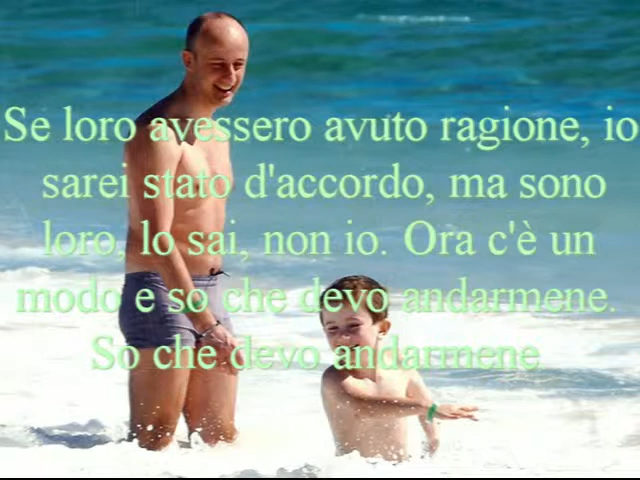 Se loro avessero avuto ragione, io
sarei stato d'accordo, ma sono
loro, lo sai, non io. Ora c'è un
modo e so che devo andarmene.
So che devo andarmene